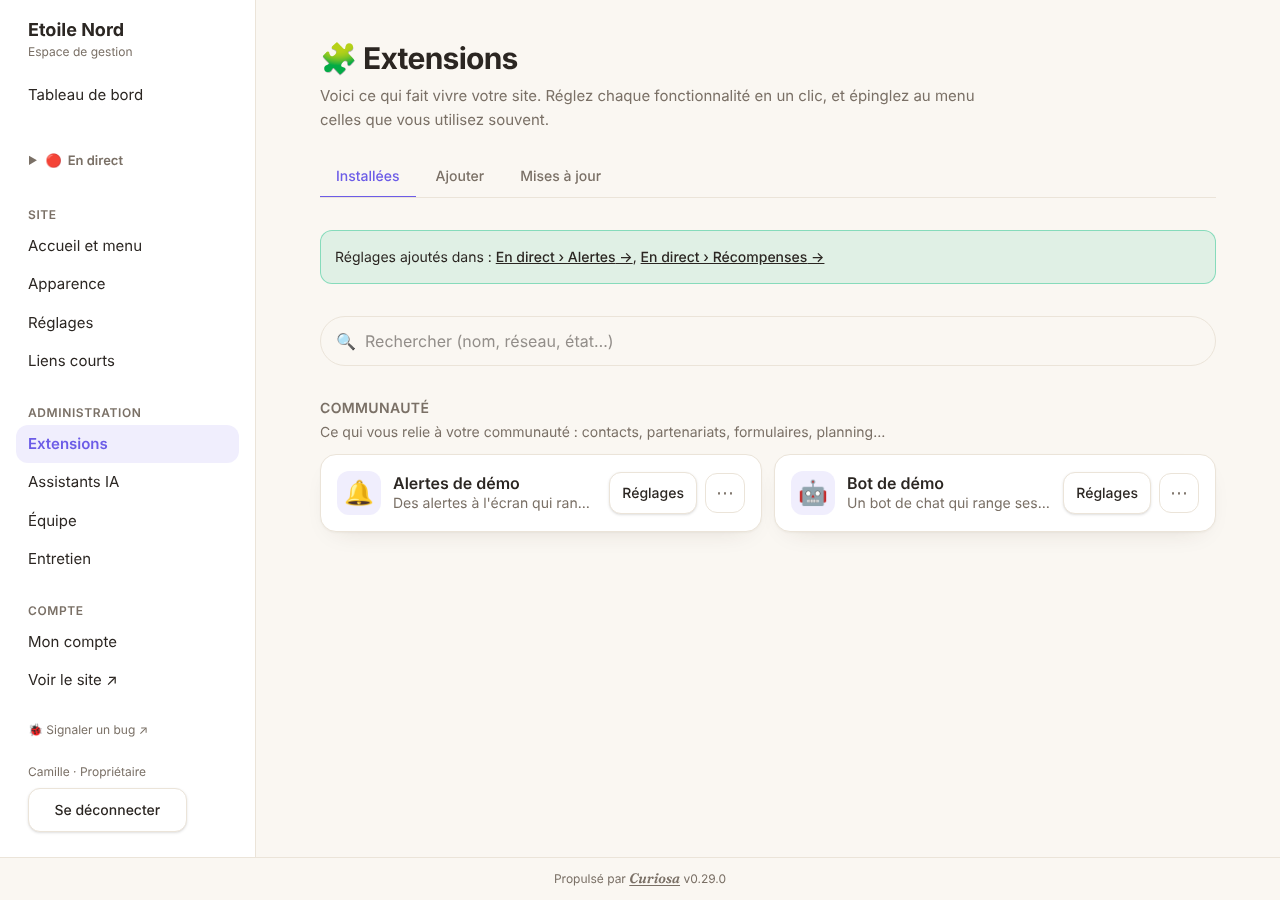 Etoile Nord
Espace de gestion
Tableau de bord
En direct
SITE
Accueil et menu
Apparence
Réglages
Liens courts
ADMINISTRATION
Extensions
Assistants IA
Équipe
Entretien
COMPTE
Mon compte
Voir le site ↗
Signaler un bug ↗
Camille · Propriétaire
Se déconnecter
Extensions
Voici ce qui fait vivre votre site. Réglez chaque fonctionnalité en un clic, et épinglez au menu
celles que vous utilisez souvent.
Installées Ajouter Mises à jour
Réglages ajoutés dans : En direct › Alertes →, En direct › Récompenses →
Rechercher (nom, réseau, état…)
COMMUNAUTÉ
Ce qui vous relie à votre communauté : contacts, partenariats, formulaires, planning…
Alertes de démo
Des alertes à l'écran qui ran…
Réglages
Bot de démo
Un bot de chat qui range ses…
Réglages
Propulsé par Curiosa v0.29.0